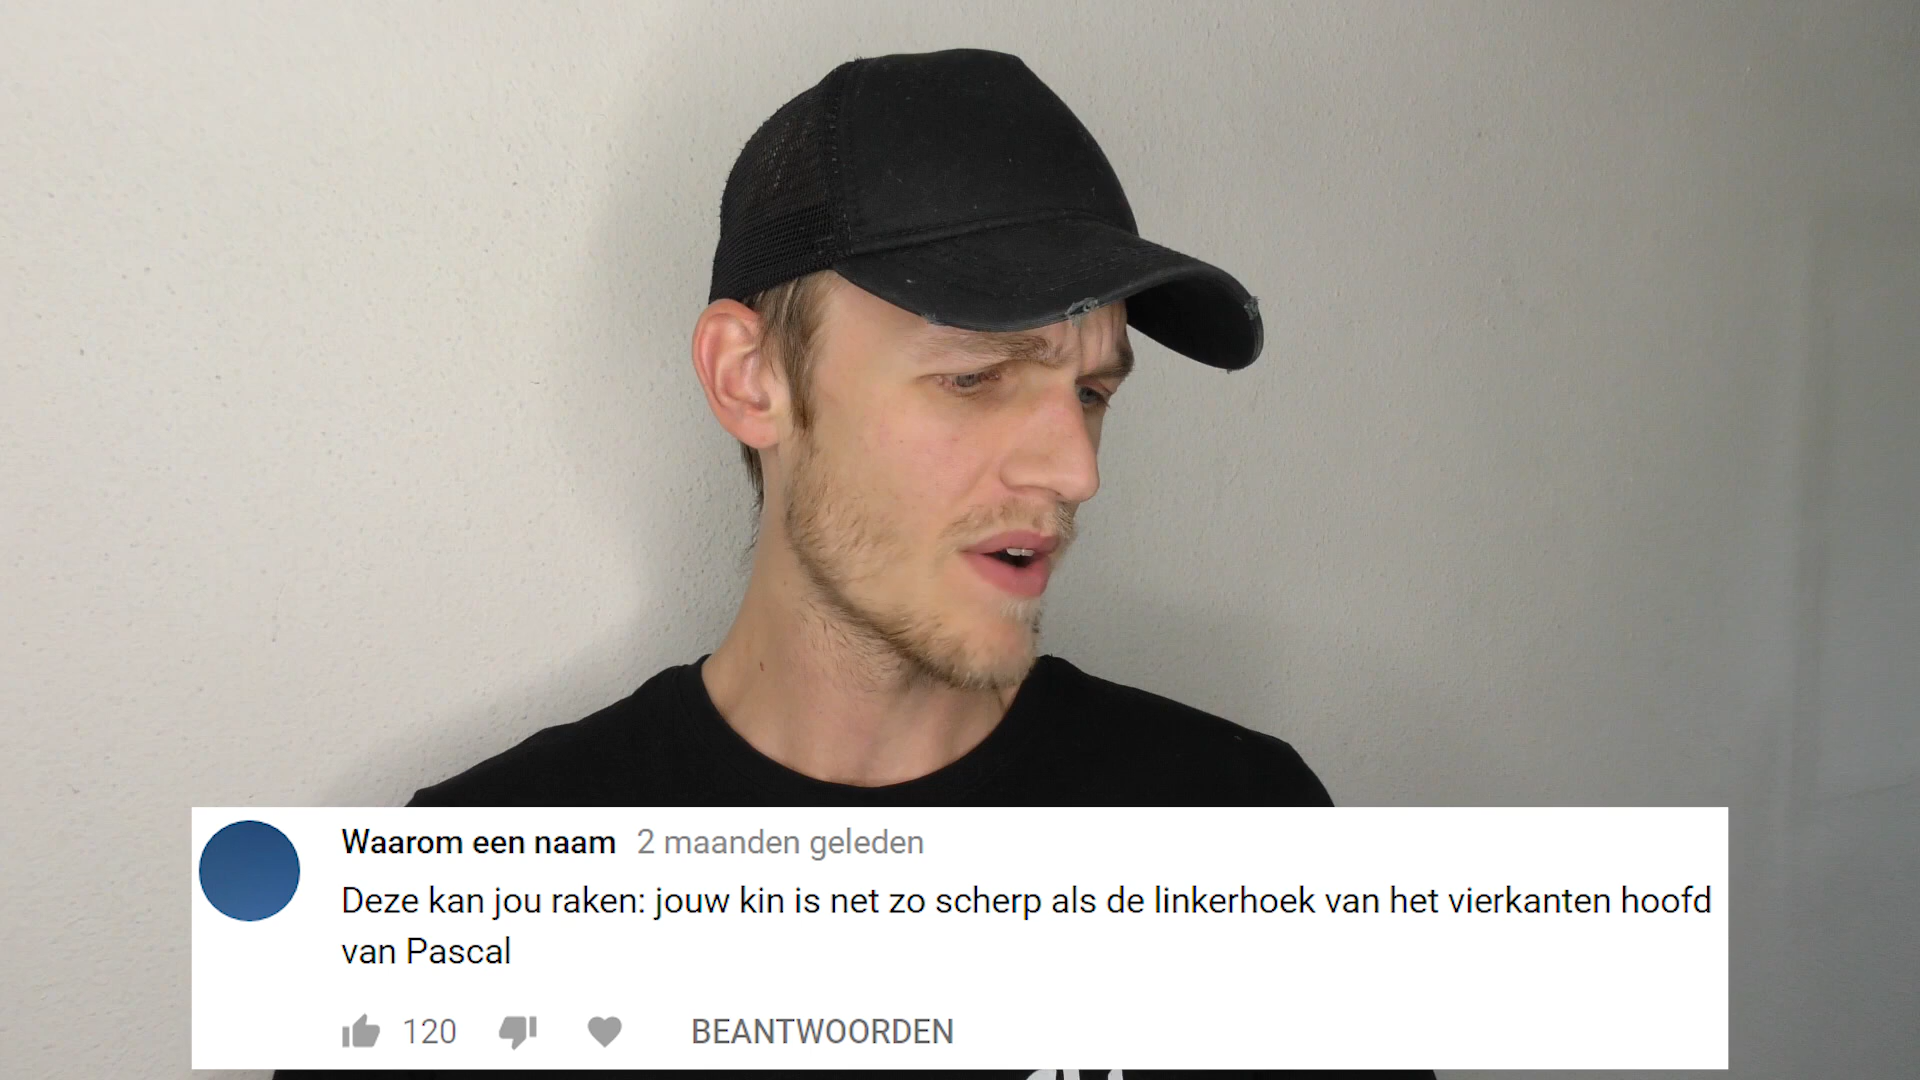 Waarom een naam 2 maanden geleden
Deze kan jou raken: jouw kin is net zo scherp als de linkerhoek van het vierkanten hoofd
van Pascal
120 BEANTWOORDEN